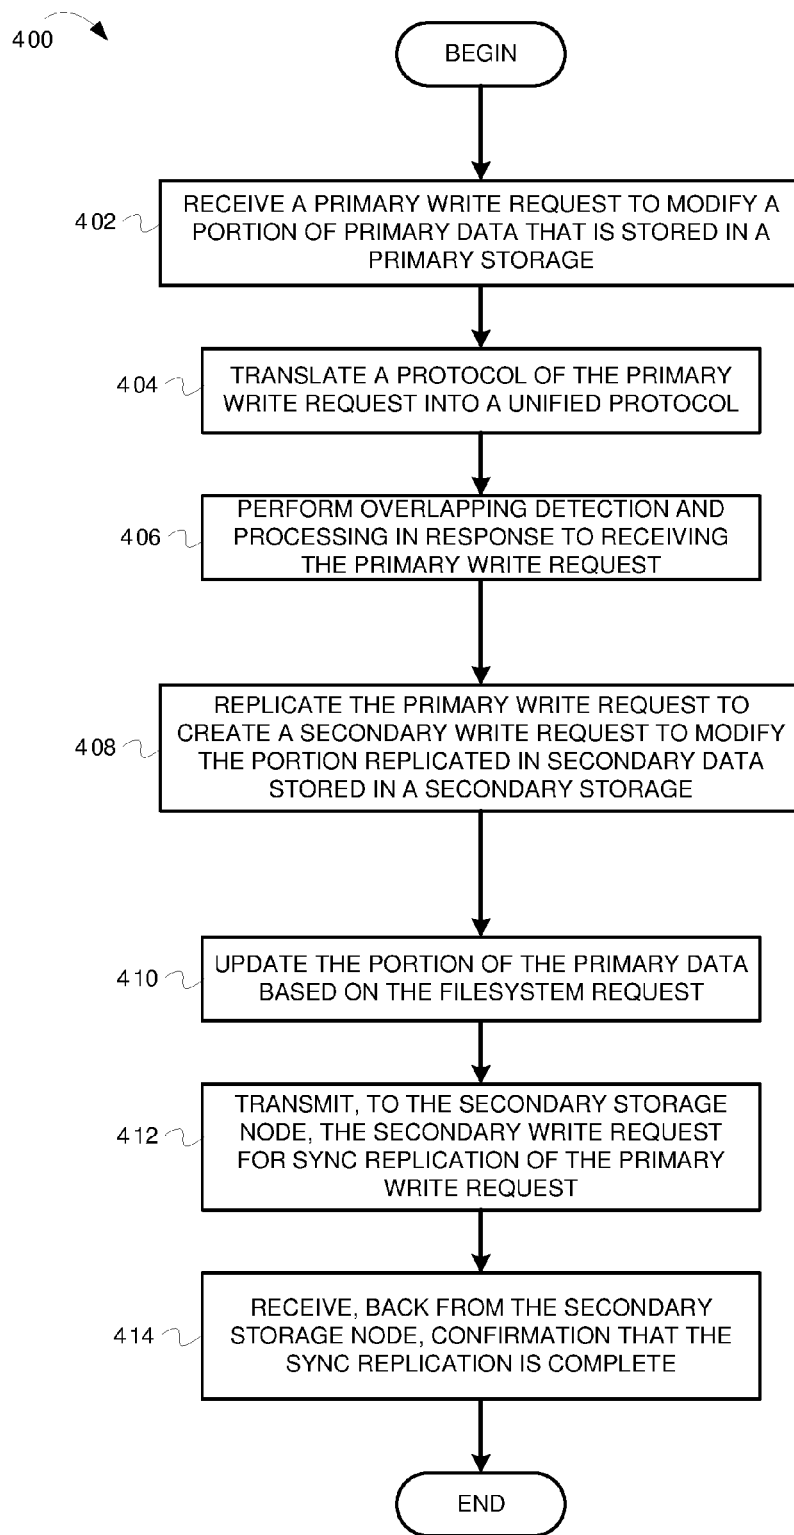 400
BEGIN
402
RECEIVE A PRIMARY WRITE REQUEST TO MODIFY A
PORTION OF PRIMARY DATA THAT IS STORED IN A
PRIMARY STORAGE
404
TRANSLATE A PROTOCOL OF THE PRIMARY
WRITE REQUEST INTO A UNIFIED PROTOCOL
406
PERFORM OVERLAPPING DETECTION AND
PROCESSING IN RESPONSE TO RECEIVING
THE PRIMARY WRITE REQUEST
408
REPLICATE THE PRIMARY WRITE REQUEST TO
CREATE A SECONDARY WRITE REQUEST TO MODIFY
THE PORTION REPLICATED IN SECONDARY DATA
STORED IN A SECONDARY STORAGE
410
UPDATE THE PORTION OF THE PRIMARY DATA
BASED ON THE FILESYSTEM REQUEST
412
TRANSMIT, TO THE SECONDARY STORAGE
NODE, THE SECONDARY WRITE REQUEST
FOR SYNC REPLICATION OF THE PRIMARY
WRITE REQUEST
414
RECEIVE, BACK FROM THE SECONDARY
STORAGE NODE, CONFIRMATION THAT THE
SYNC REPLICATION IS COMPLETE
END